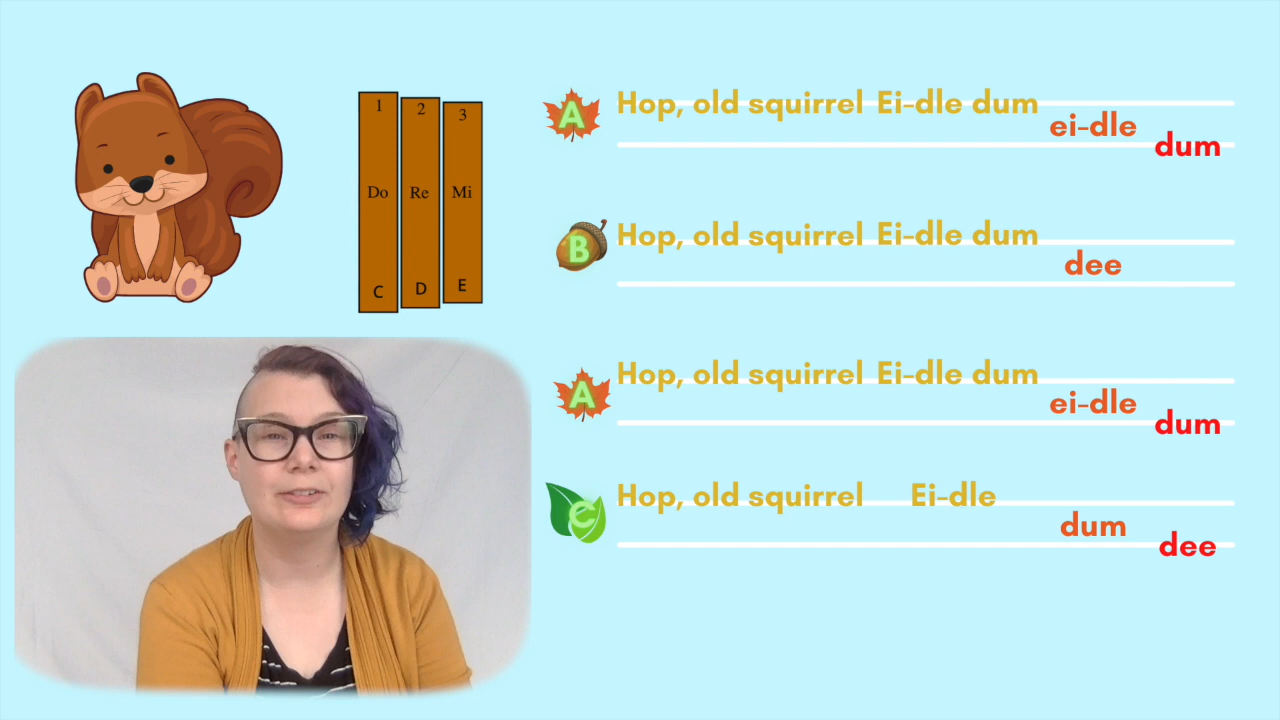 1 2 3
Do Re Mi
C D E
A Hop, old squirrel Ei-dle dum ei-dle dum
B Hop, old squirrel Ei-dle dum dee
A Hop, old squirrel Ei-dle dum ei-dle dum
C Hop, old squirrel Ei-dle dum dee